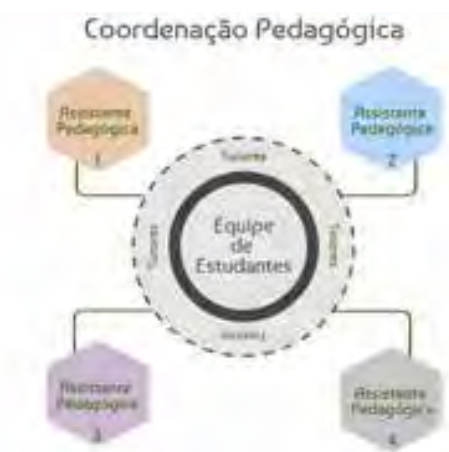 Coordenação Pedagógica
Assistente
Pedagógica
1
Assistente
Pedagógica
2
Tutores
Tutores
Equipe
de
Estudantes
Tutores
Tutores
Assistente
Pedagógica
3
Assistente
Pedagógica
4